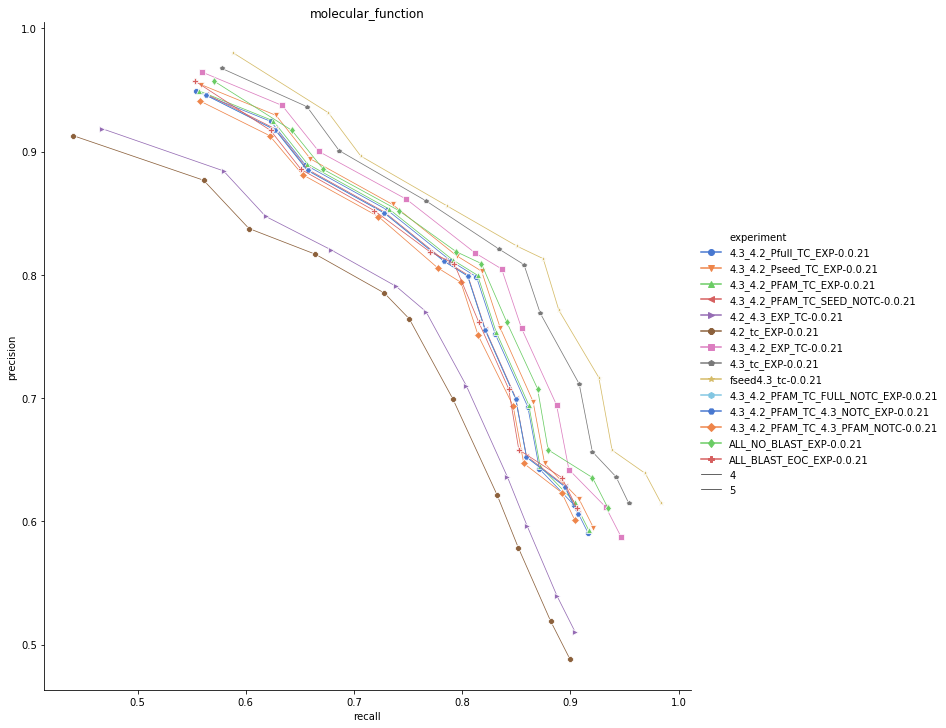 molecular_function
1.0
0.9
0.8
0.7
0.6
0.5
precision
0.5
0.6
0.7
0.8
0.9
1.0
recall
experiment
4.3_4.2_Pfull_TC_EXP-0.0.21
4.3_4.2_Pseed_TC_EXP-0.0.21
4.3_4.2_PFAM_TC_EXP-0.0.21
4.3_4.2_PFAM_TC_SEED_NOTC-0.0.21
4.2_4.3_EXP_TC-0.0.21
4.2_tc_EXP-0.0.21
4.3_4.2_EXP_TC-0.0.21
4.3_tc_EXP-0.0.21
fseed4.3_tc-0.0.21
4.3_4.2_PFAM_TC_FULL_NOTC_EXP-0.0.21
4.3_4.2_PFAM_TC_4.3_NOTC_EXP-0.0.21
4.3_4.2_PFAM_TC_4.3_PFAM_NOTC-0.0.21
ALL_NO_BLAST_EXP-0.0.21
ALL_BLAST_EOC_EXP-0.0.21
4
5